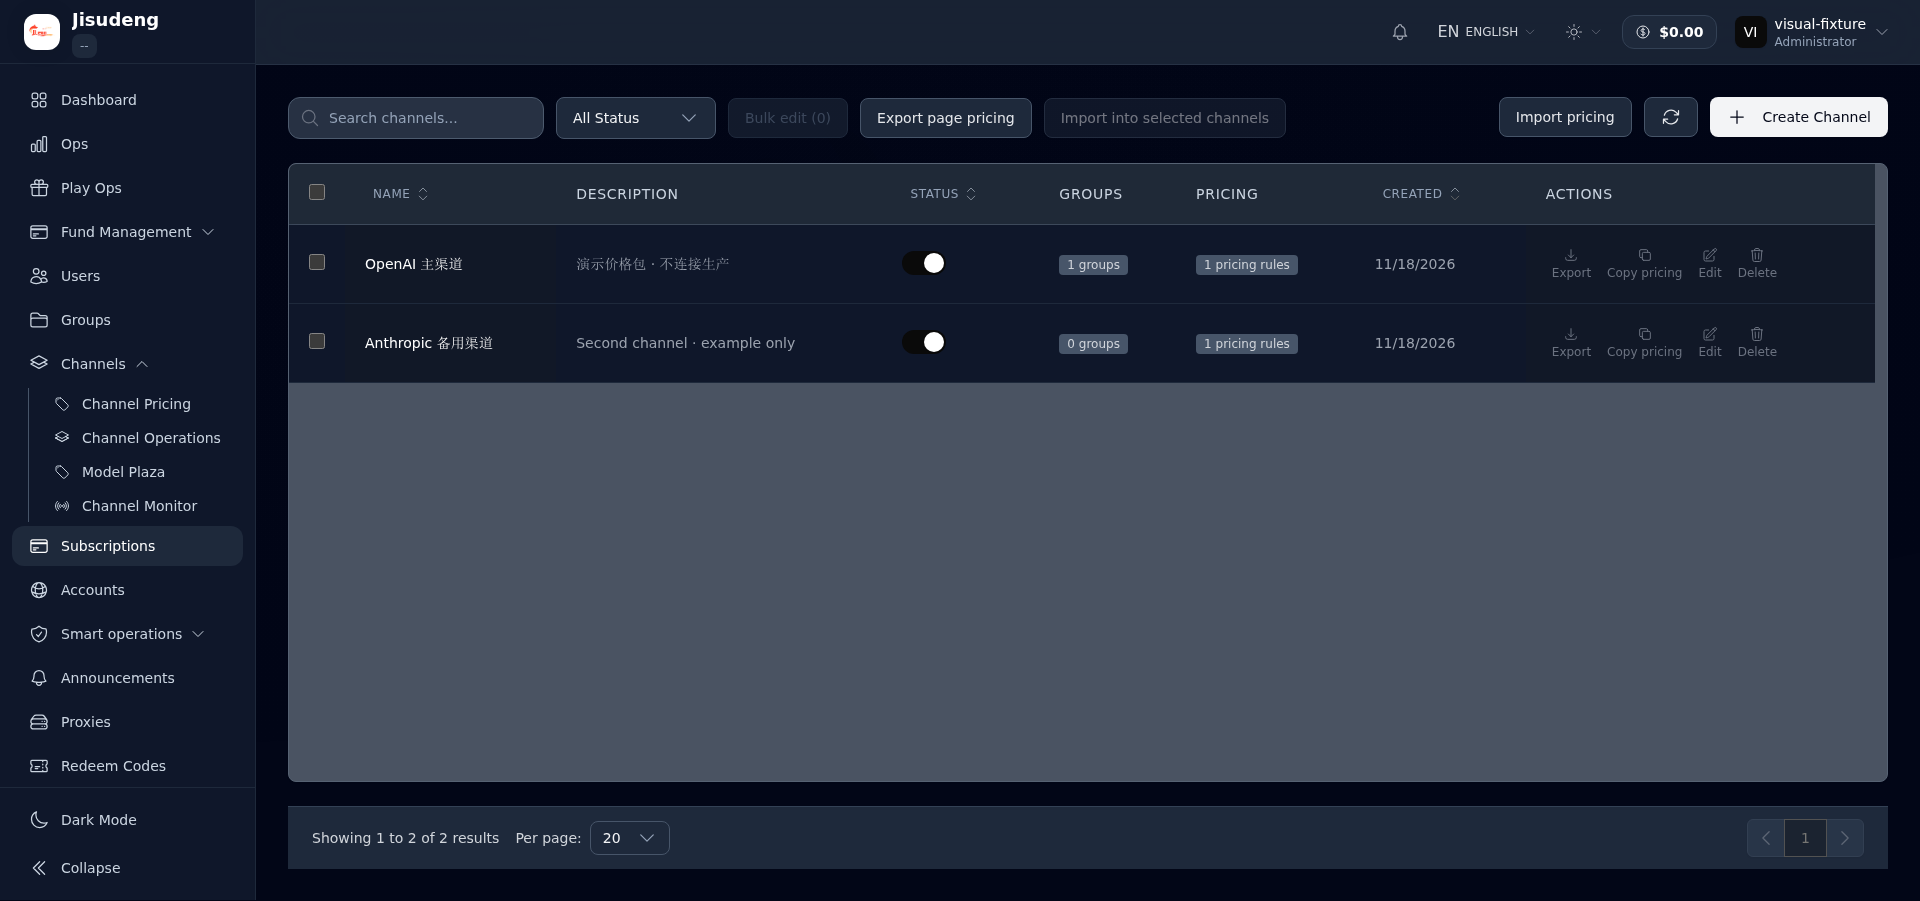 Jisudeng
--
EN ENGLISH
$0.00
VI
visual-fixture
Administrator
Dashboard
Ops
Play Ops
Fund Management
Users
Groups
Channels
Channel Pricing
Channel Operations
Model Plaza
Channel Monitor
Subscriptions
Accounts
Smart operations
Announcements
Proxies
Redeem Codes
Dark Mode
Collapse
Search channels...
All Status
Bulk edit (0)
Export page pricing
Import into selected channels
Import pricing
Create Channel
NAME DESCRIPTION STATUS GROUPS PRICING CREATED ACTIONS
OpenAI 主渠道 演示价格包 · 不连接生产 1 groups 1 pricing rules 11/18/2026 Export Copy pricing Edit Delete
Anthropic 备用渠道 Second channel · example only 0 groups 1 pricing rules 11/18/2026 Export Copy pricing Edit Delete
Showing 1 to 2 of 2 results Per page: 20
1